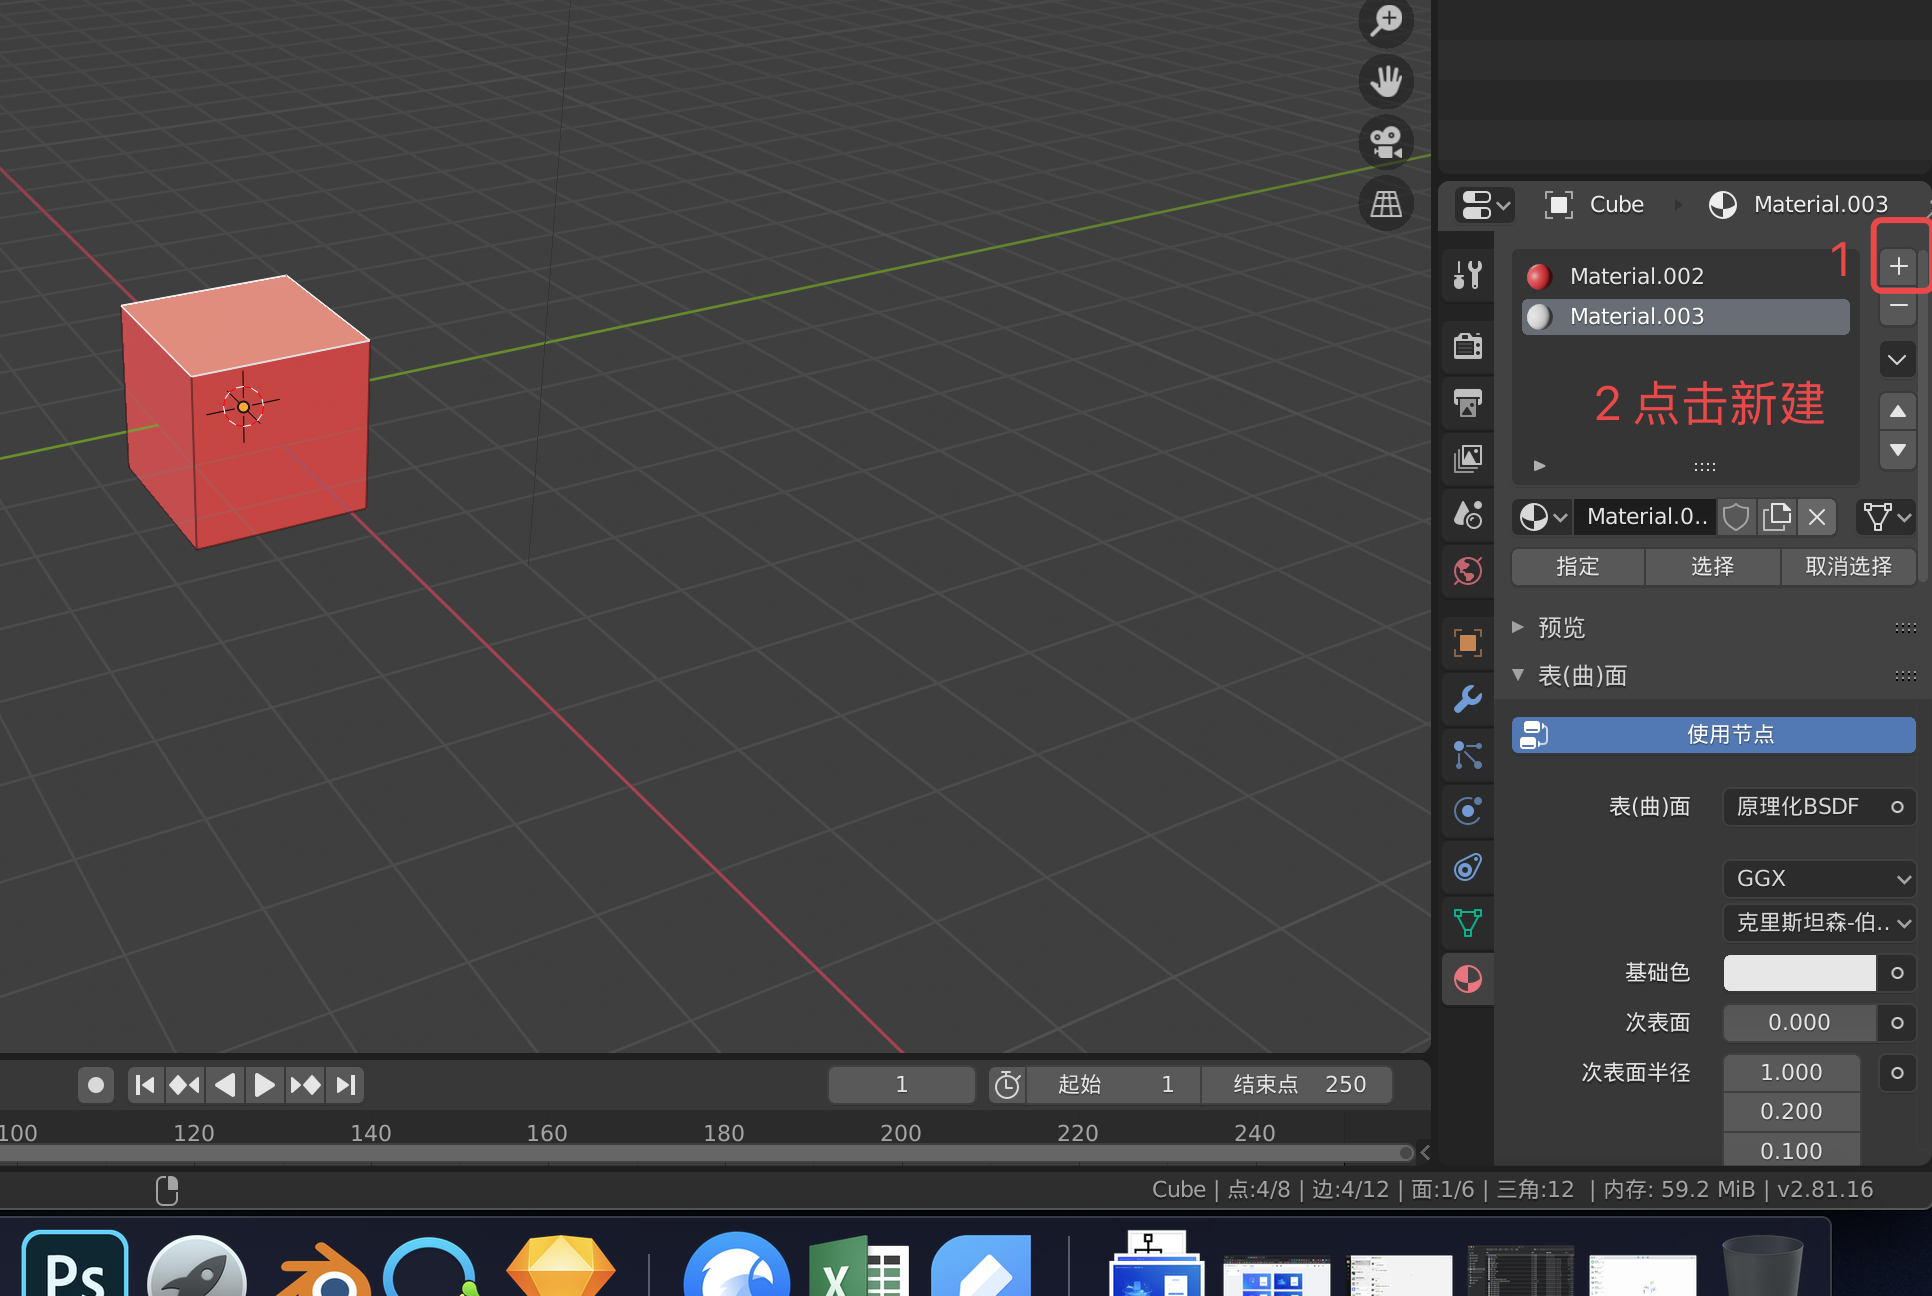 Cube
Material.003
1
Material.002
Material.003
2 点击新建
Material.0..
指定
选择
取消选择
预览
表(曲)面
使用节点
表(曲)面
原理化BSDF
GGX
克里斯坦森-伯..
基础色
次表面
0.000
次表面半径
1.000
0.200
0.100
1
起始
1
结束点
250
100
120
140
160
180
200
220
240
Cube | 点:4/8 | 边:4/12 | 面:1/6 | 三角:12 | 内存: 59.2 MiB | v2.81.16
Ps
X